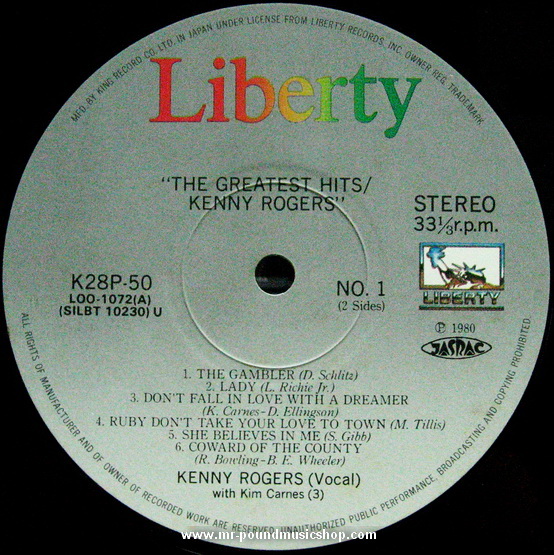 MFD. BY KING RECORD CO. LTD. IN JAPAN UNDER LICENSE FROM LIBERTY RECORDS, INC. OWNER REG. TRADEMARK.
Liberty
"THE GREATEST HITS/
KENNY ROGERS"
STEREO
33 1/3 r.p.m.
LIBERTY
K28P-50
LOO-1072(A)
(SILBT 10230) U
NO. 1
(2 Sides)
Ⓟ 1980
JASRAC
1. THE GAMBLER (D. Schlitz)
2. LADY (L. Richie Jr.)
3. DON'T FALL IN LOVE WITH A DREAMER
(K. Carnes-D. Ellingson)
4. RUBY DON'T TAKE YOUR LOVE TO TOWN (M. Tillis)
5. SHE BELIEVES IN ME (S. Gibb)
6. COWARD OF THE COUNTY
(R. Bowling-B. E. Wheeler)
KENNY ROGERS (Vocal)
with Kim Carnes (3)
ALL RIGHTS OF MANUFACTURER AND OF OWNER OF RECORDED WORK ARE RESERVED. UNAUTHORIZED PUBLIC PERFORMANCE, BROADCASTING AND COPYING PROHIBITED.
www.mr-poundmusicshop.com